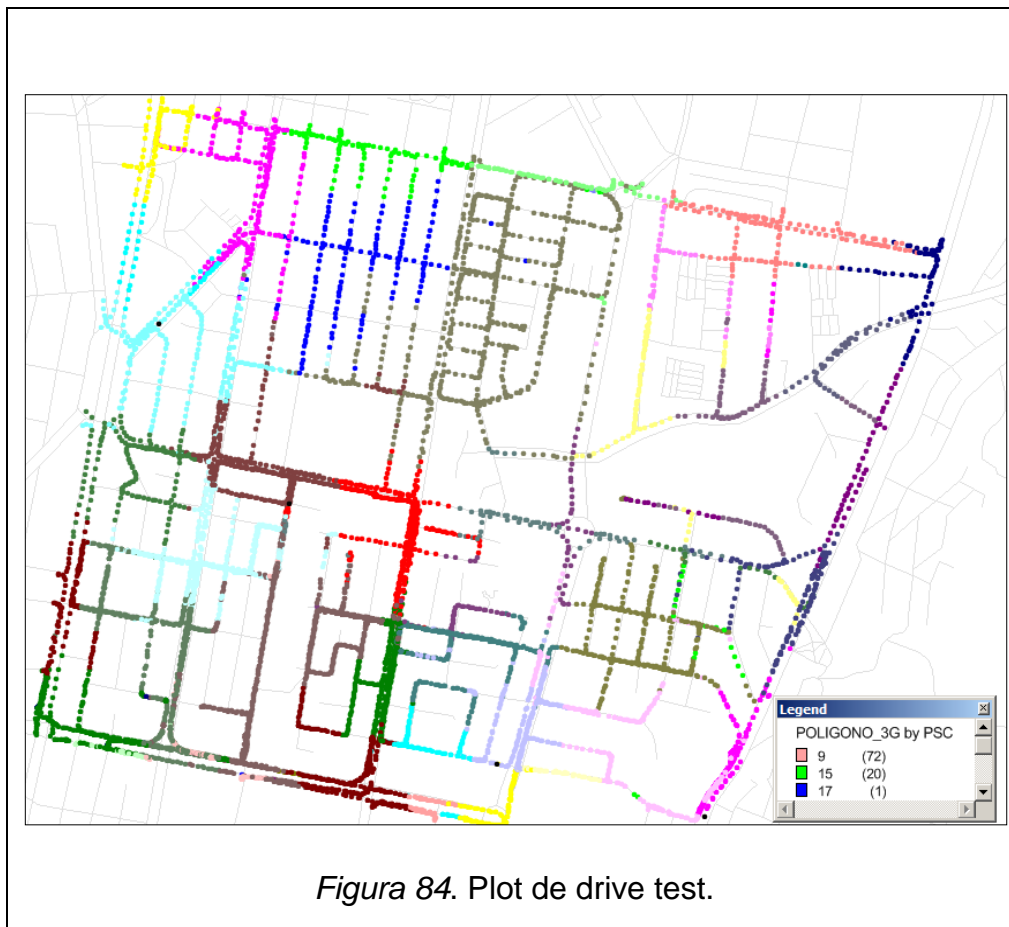 Legend
POLIGONO_3G by PSC
9 (72)
15 (20)
17 (1)
Figura 84. Plot de drive test.